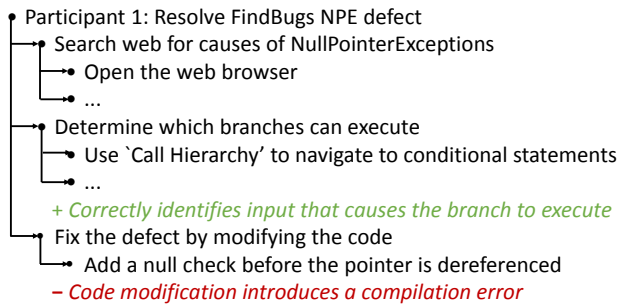 Participant 1: Resolve FindBugs NPE defect
Search web for causes of NullPointerExceptions
Open the web browser
...
Determine which branches can execute
Use `Call Hierarchy' to navigate to conditional statements
...
+ Correctly identifies input that causes the branch to execute
Fix the defect by modifying the code
Add a null check before the pointer is dereferenced
– Code modification introduces a compilation error